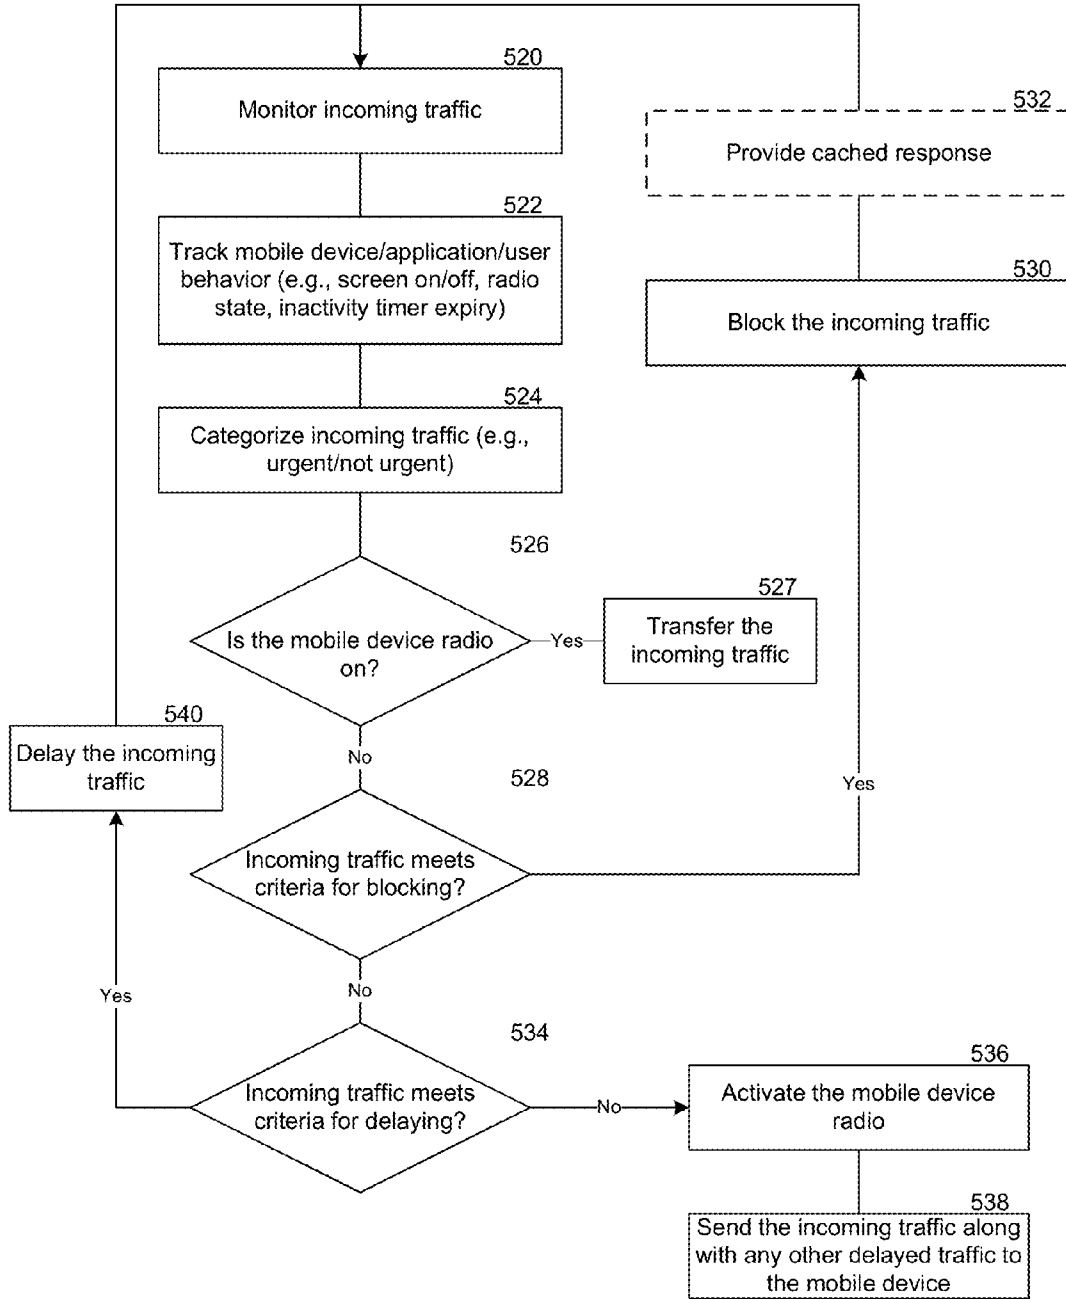 520
Monitor incoming traffic
532
Provide cached response
522
Track mobile device/application/user
behavior (e.g., screen on/off, radio
state, inactivity timer expiry)
530
Block the incoming traffic
524
Categorize incoming traffic (e.g.,
urgent/not urgent)
526
Is the mobile device radio
on?
Yes
527
Transfer the
incoming traffic
540
Delay the incoming
traffic
No
528
Incoming traffic meets
criteria for blocking?
Yes
No
Yes
534
Incoming traffic meets
criteria for delaying?
No
536
Activate the mobile device
radio
538
Send the incoming traffic along
with any other delayed traffic to
the mobile device